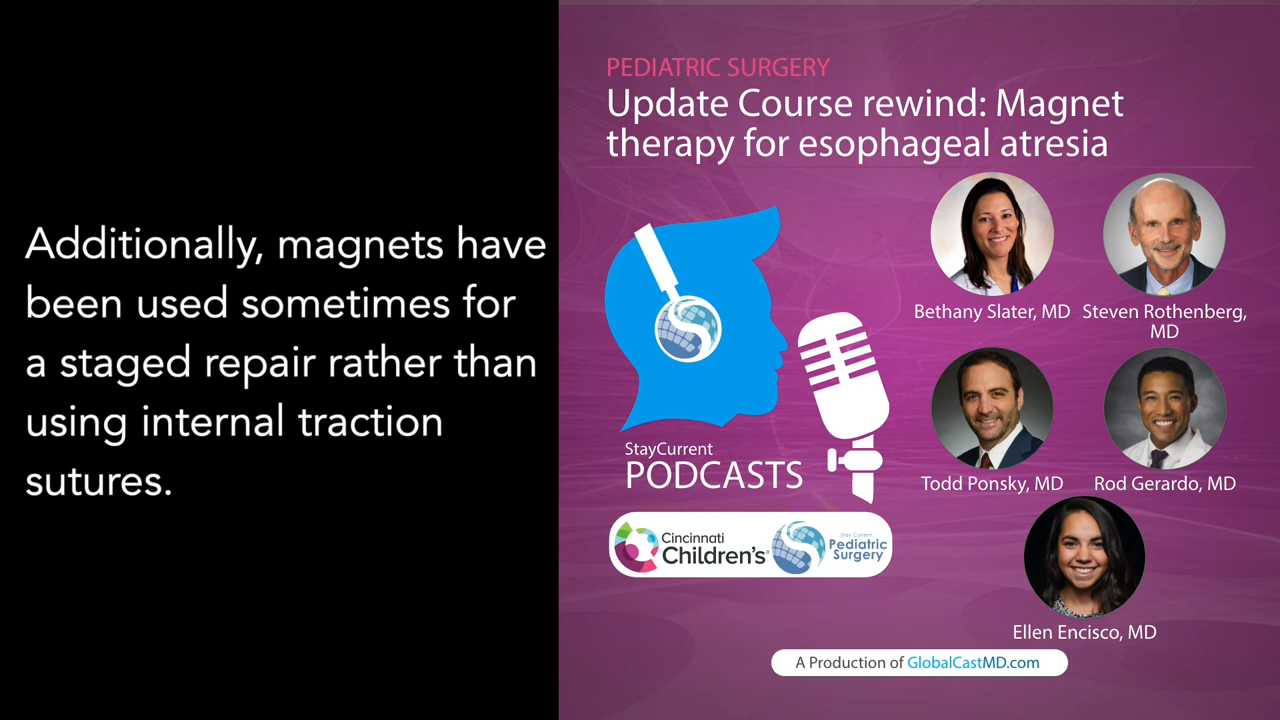 Additionally, magnets have
been used sometimes for
a staged repair rather than
using internal traction
sutures.
PEDIATRIC SURGERY
Update Course rewind: Magnet
therapy for esophageal atresia
Bethany Slater, MD
Steven Rothenberg,
MD
Todd Ponsky, MD
Rod Gerardo, MD
Ellen Encisco, MD
StayCurrent
PODCASTS
Cincinnati
Children's®
Stay Current
Pediatric
Surgery
A Production of GlobalCastMD.com